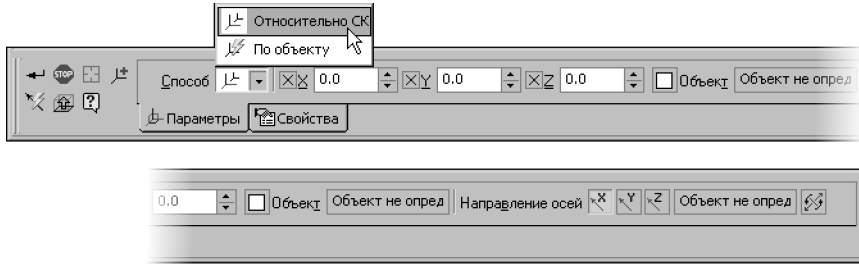 Относительно СК
По объекту
Способ X 0.0 Y 0.0 Z 0.0 Объект Объект не опред
Параметры Свойства
0.0 Объект Объект не опред Направление осей X Y Z Объект не опред